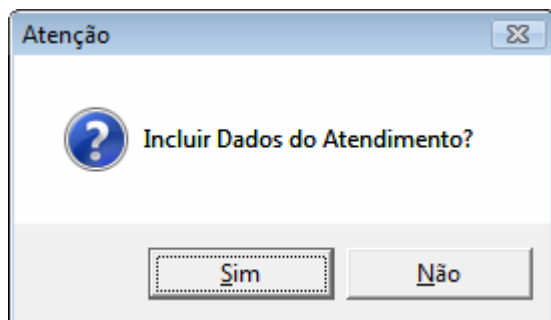 Atenção
Incluir Dados do Atendimento?
Sim
Não